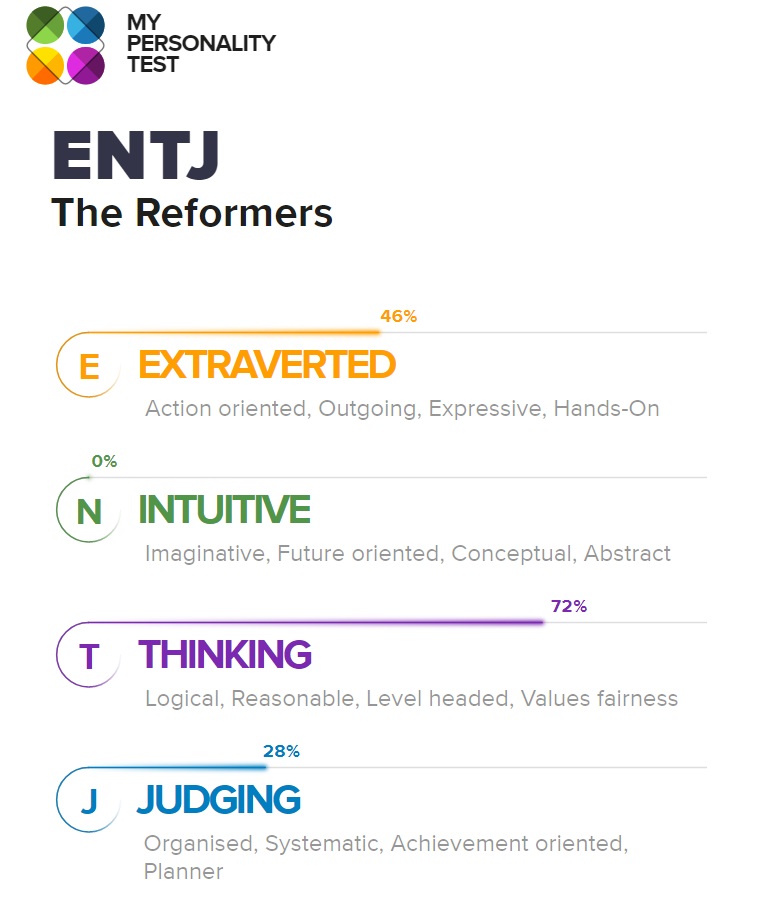 MY
PERSONALITY
TEST
ENTJ
The Reformers
46%
E
EXTRAVERTED
Action oriented, Outgoing, Expressive, Hands-On
0%
N
INTUITIVE
Imaginative, Future oriented, Conceptual, Abstract
72%
T
THINKING
Logical, Reasonable, Level headed, Values fairness
28%
J
JUDGING
Organised, Systematic, Achievement oriented,
Planner